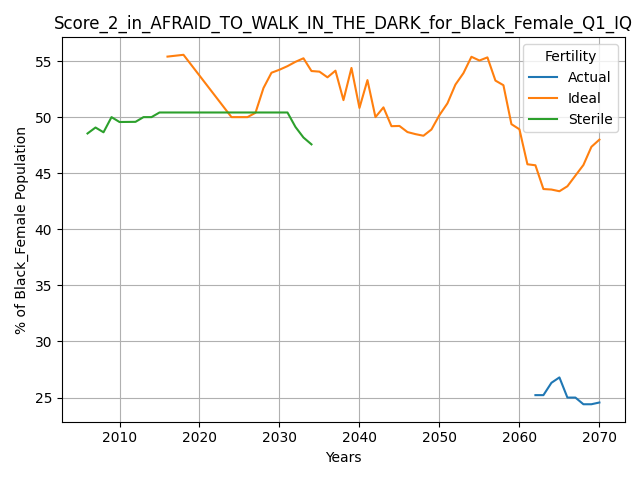 Score_2_in_AFRAID_TO_WALK_IN_THE_DARK_for_Black_Female_Q1_IQ
Fertility
Actual
Ideal
Sterile
% of Black_Female Population
55
50
45
40
35
30
25
2010
2020
2030
2040
2050
2060
2070
Years